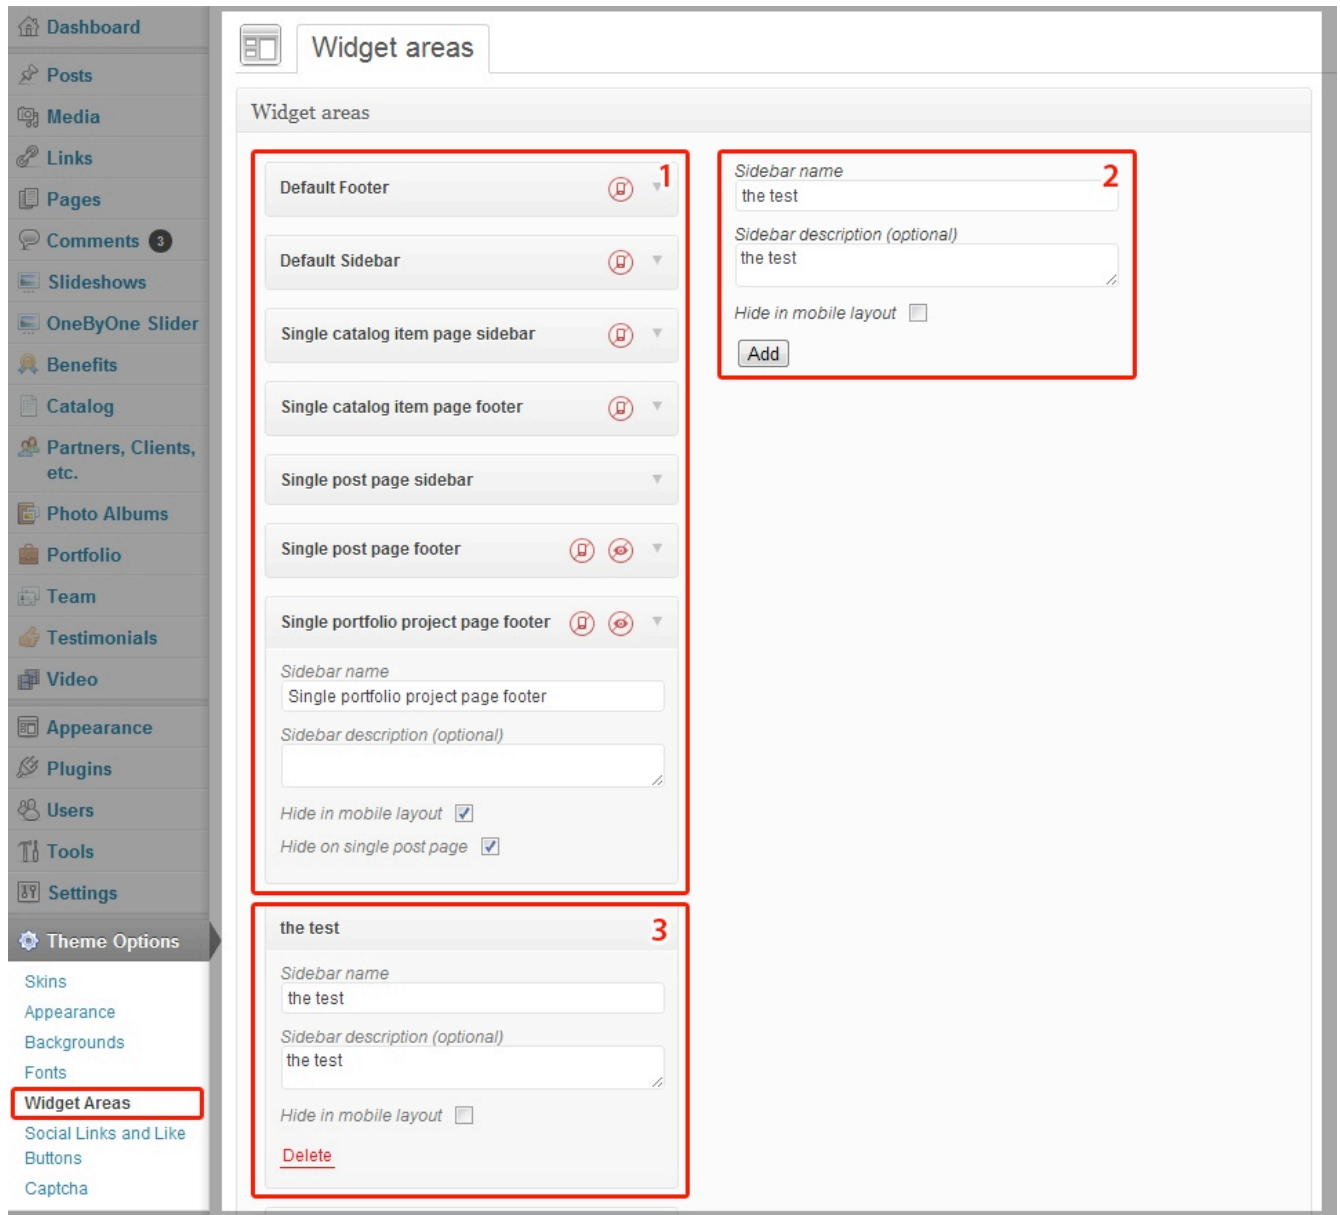 Dashboard
Posts
Media
Links
Pages
Comments 3
Slideshows
OneByOne Slider
Benefits
Catalog
Partners, Clients,
etc.
Photo Albums
Portfolio
Team
Testimonials
Video
Appearance
Plugins
Users
Tools
Settings
Theme Options
Skins
Appearance
Backgrounds
Fonts
Widget Areas
Social Links and Like
Buttons
Captcha
Widget areas
Widget areas
1
Default Footer
Default Sidebar
Single catalog item page sidebar
Single catalog item page footer
Single post page sidebar
Single post page footer
Single portfolio project page footer
Sidebar name
Single portfolio project page footer
Sidebar description (optional)
Hide in mobile layout
Hide on single post page
2
Sidebar name
the test
Sidebar description (optional)
the test
Hide in mobile layout
Add
the test 3
Sidebar name
the test
Sidebar description (optional)
the test
Hide in mobile layout
Delete